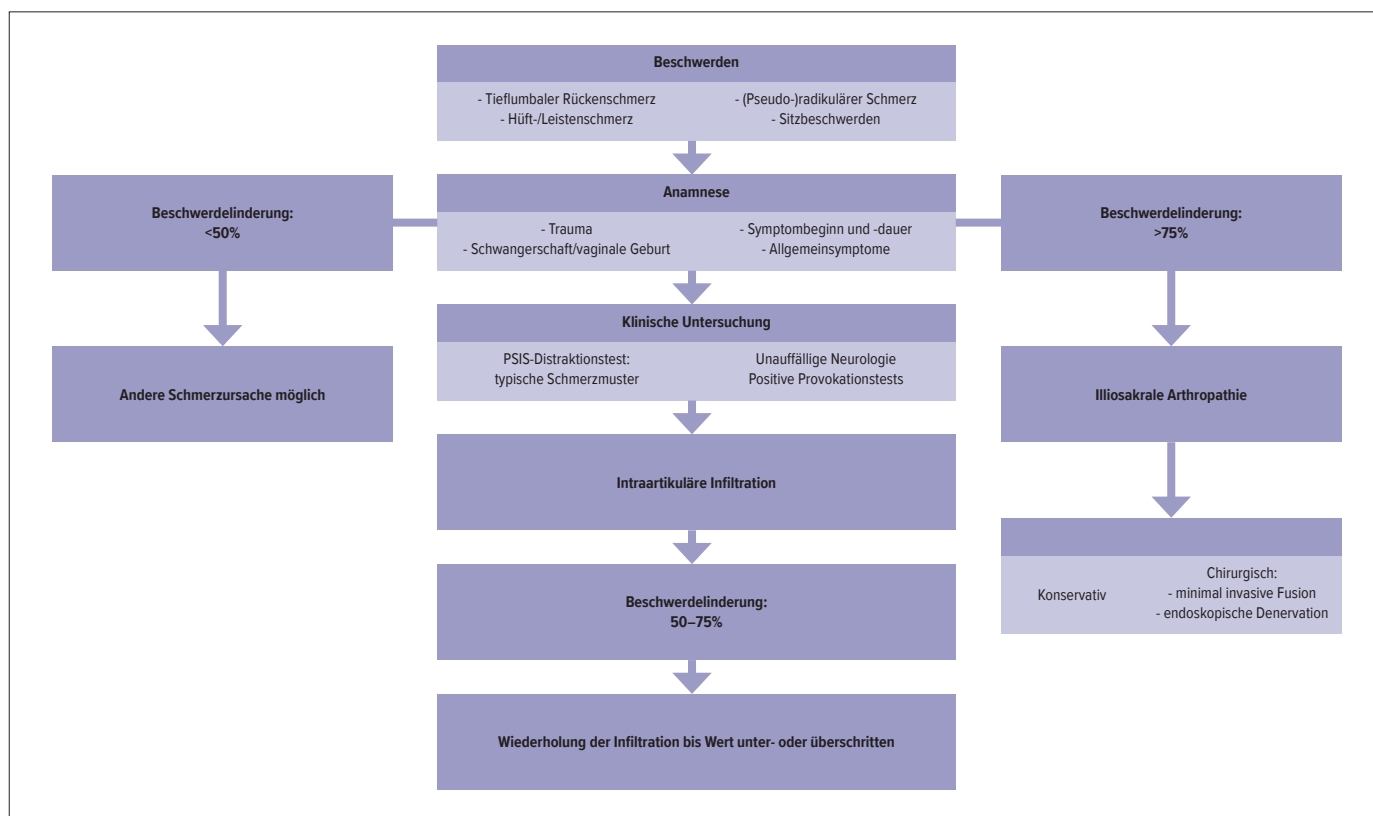 Beschwerden
- Tieflumbaler Rückenschmerz
- Hüft-/Leistenschmerz
- (Pseudo-)radikulärer Schmerz
- Sitzbeschwerden
Beschwerdelinderung:
<50%
Anamnese
- Trauma
- Schwangerschaft/vaginale Geburt
- Symptombeginn und -dauer
- Allgemeinsymptome
Beschwerdelinderung:
>75%
Klinische Untersuchung
PSIS-Distraktionstest:
typische Schmerzmuster
Unauffällige Neurologie
Positive Provokationstests
Andere Schmerzursache möglich
Illiosakrale Arthropathie
Intraartikuläre Infiltration
Konservativ
Chirurgisch:
- minimal invasive Fusion
- endoskopische Denervation
Beschwerdelinderung:
50–75%
Wiederholung der Infiltration bis Wert unter- oder überschritten